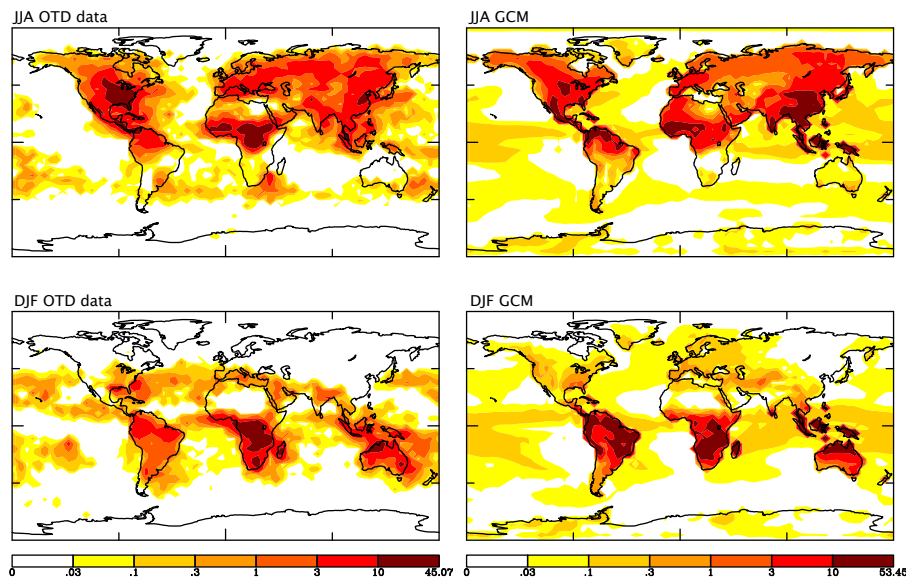 JJA OTD data
JJA GCM
DJF OTD data
DJF GCM
0 .03 .1 .3 1 3 10 45.07
0 .03 .1 .3 1 3 10 53.45